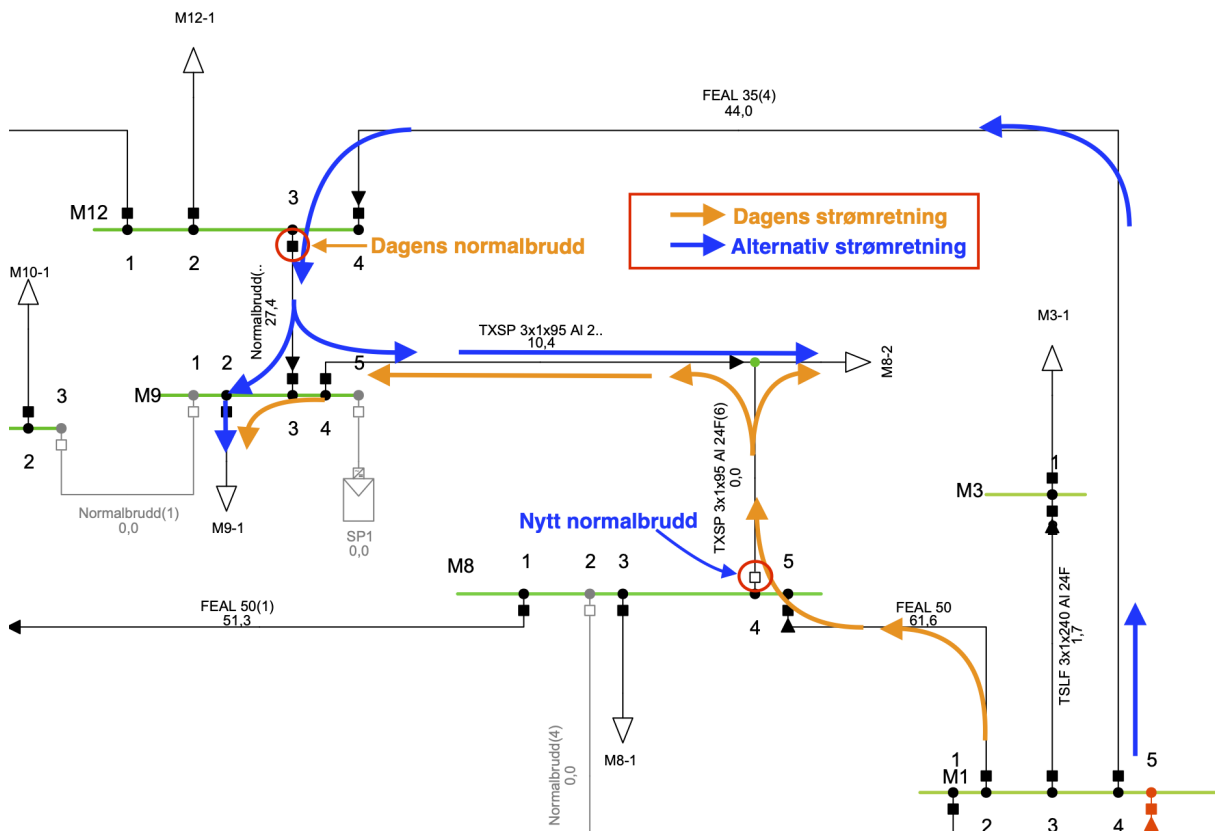 M12-1
FEAL 35(4)
44,0
M12
3
1
2
4
Dagens normalbrudd
Dagens strømretning
Alternativ strømretning
M10-1
Normalbrudd(..
27,4
TXSP 3x1x95 Al 2..
10,4
M8-2
M3-1
1
2
5
M9
3
4
3
2
Normalbrudd(1)
0,0
M9-1
SP1
0,0
TXSP 3x1x95 Al 24F(6)
0,0
1
M3
Nytt normalbrudd
M8
1
2
3
5
4
FEAL 50(1)
51,3
FEAL 50
61,6
TSLF 3x1x240 Al 24F
1,7
Normalbrudd(4)
0,0
M8-1
1
M1
5
2
3
4